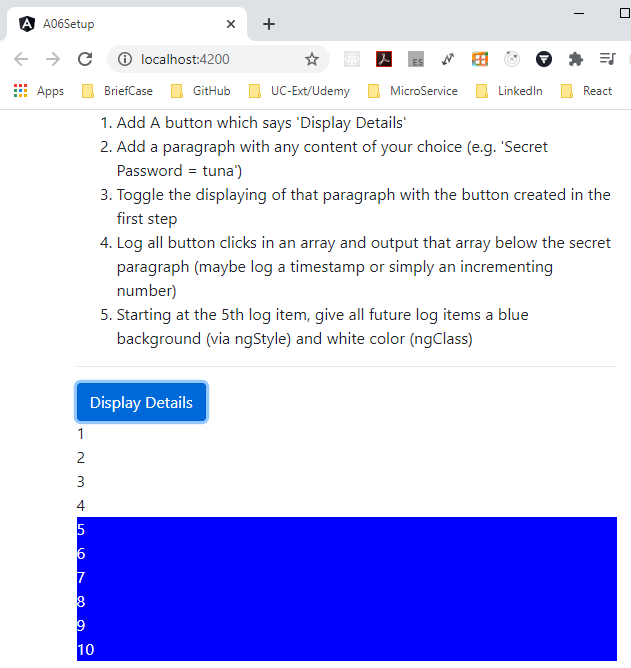 A06Setup
localhost:4200
ES
Apps BriefCase GitHub UC-Ext/Udemy MicroService LinkedIn React
1. Add A button which says 'Display Details'
2. Add a paragraph with any content of your choice (e.g. 'Secret
Password = tuna')
3. Toggle the displaying of that paragraph with the button created in the
first step
4. Log all button clicks in an array and output that array below the secret
paragraph (maybe log a timestamp or simply an incrementing
number)
5. Starting at the 5th log item, give all future log items a blue
background (via ngStyle) and white color (ngClass)
Display Details
1
2
3
4
5
6
7
8
9
10